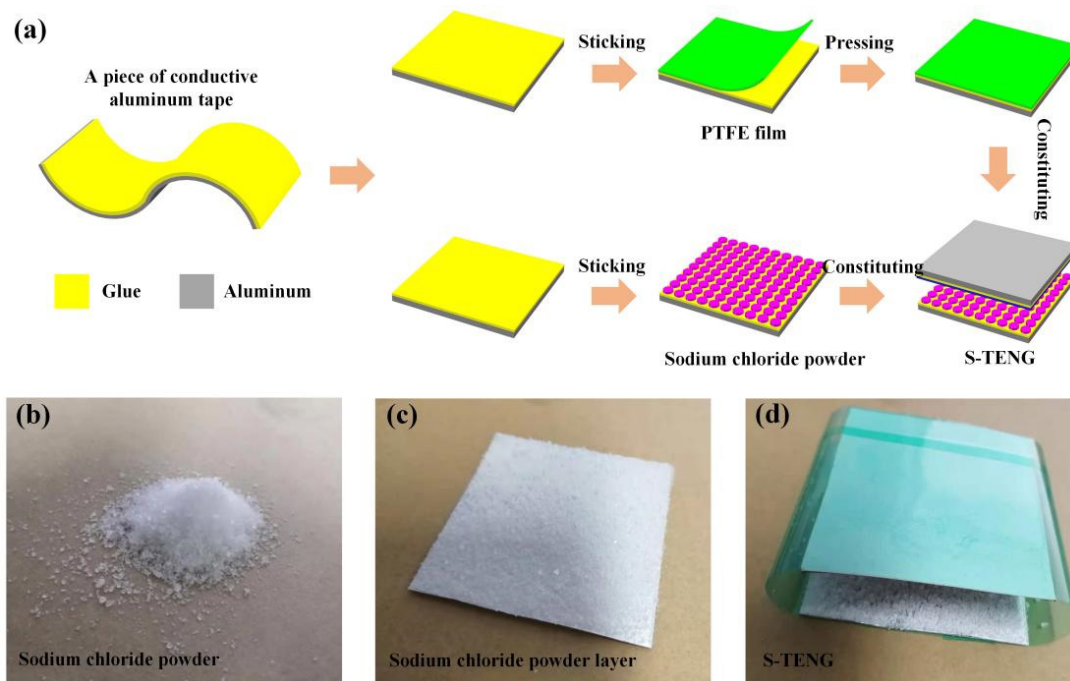 (a)
A piece of conductive
aluminum tape
Glue
Aluminum
Sticking
Pressing
PTFE film
Constituting
Sticking
Constituting
Sodium chloride powder
S-TENG
(b)
Sodium chloride powder
(c)
Sodium chloride powder layer
(d)
S-TENG